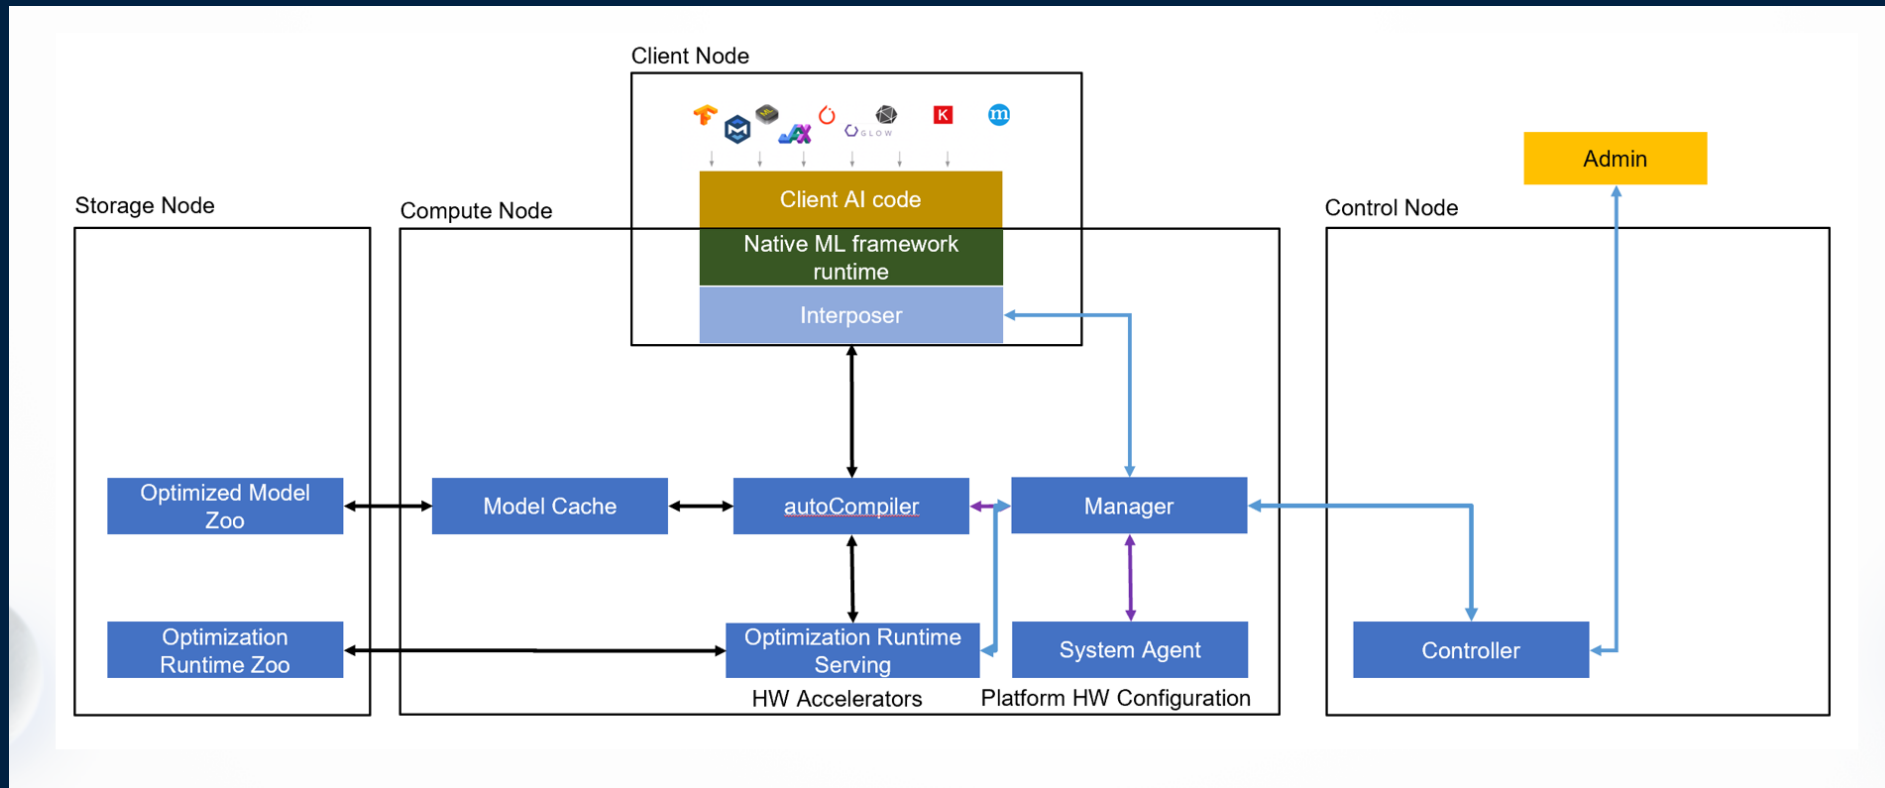 Client Node
GLOW
K
m
Client AI code
Native ML framework
runtime
Interposer
Storage Node
Optimized Model
Zoo
Optimization
Runtime Zoo
Compute Node
Model Cache
autoCompiler
Manager
Optimization Runtime
Serving
System Agent
HW Accelerators
Platform HW Configuration
Control Node
Admin
Controller